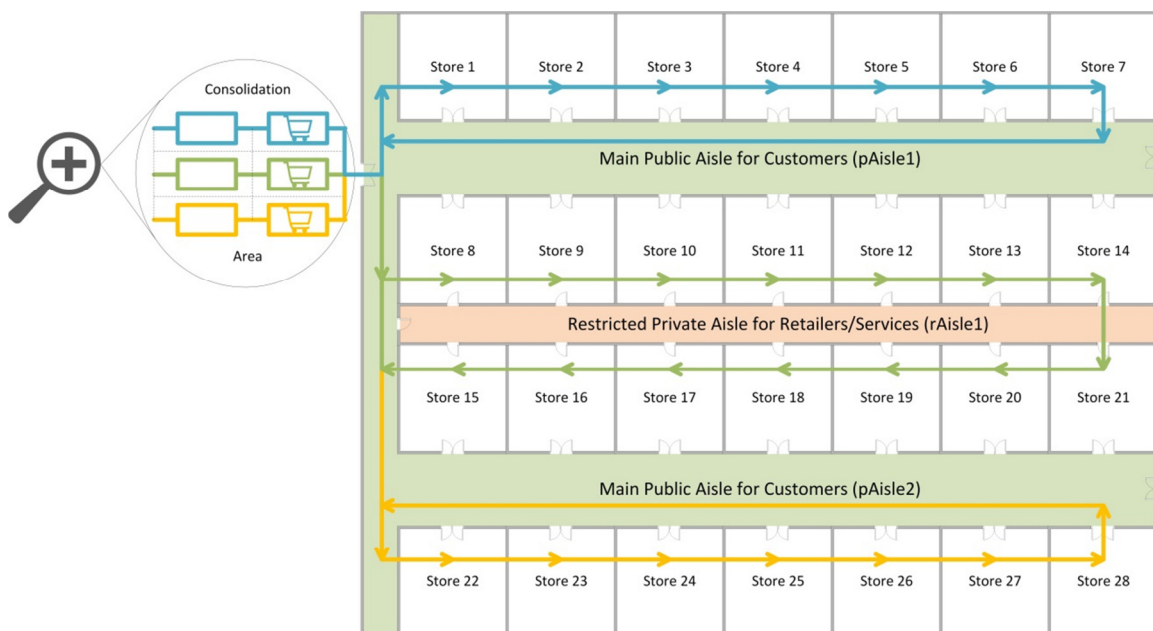 Store 1
Store 2
Store 3
Store 4
Store 5
Store 6
Store 7
Consolidation
Main Public Aisle for Customers (pAisle1)
Area
Store 8
Store 9
Store 10
Store 11
Store 12
Store 13
Store 14
Restricted Private Aisle for Retailers/Services (rAisle1)
Store 15
Store 16
Store 17
Store 18
Store 19
Store 20
Store 21
Main Public Aisle for Customers (pAisle2)
Store 22
Store 23
Store 24
Store 25
Store 26
Store 27
Store 28